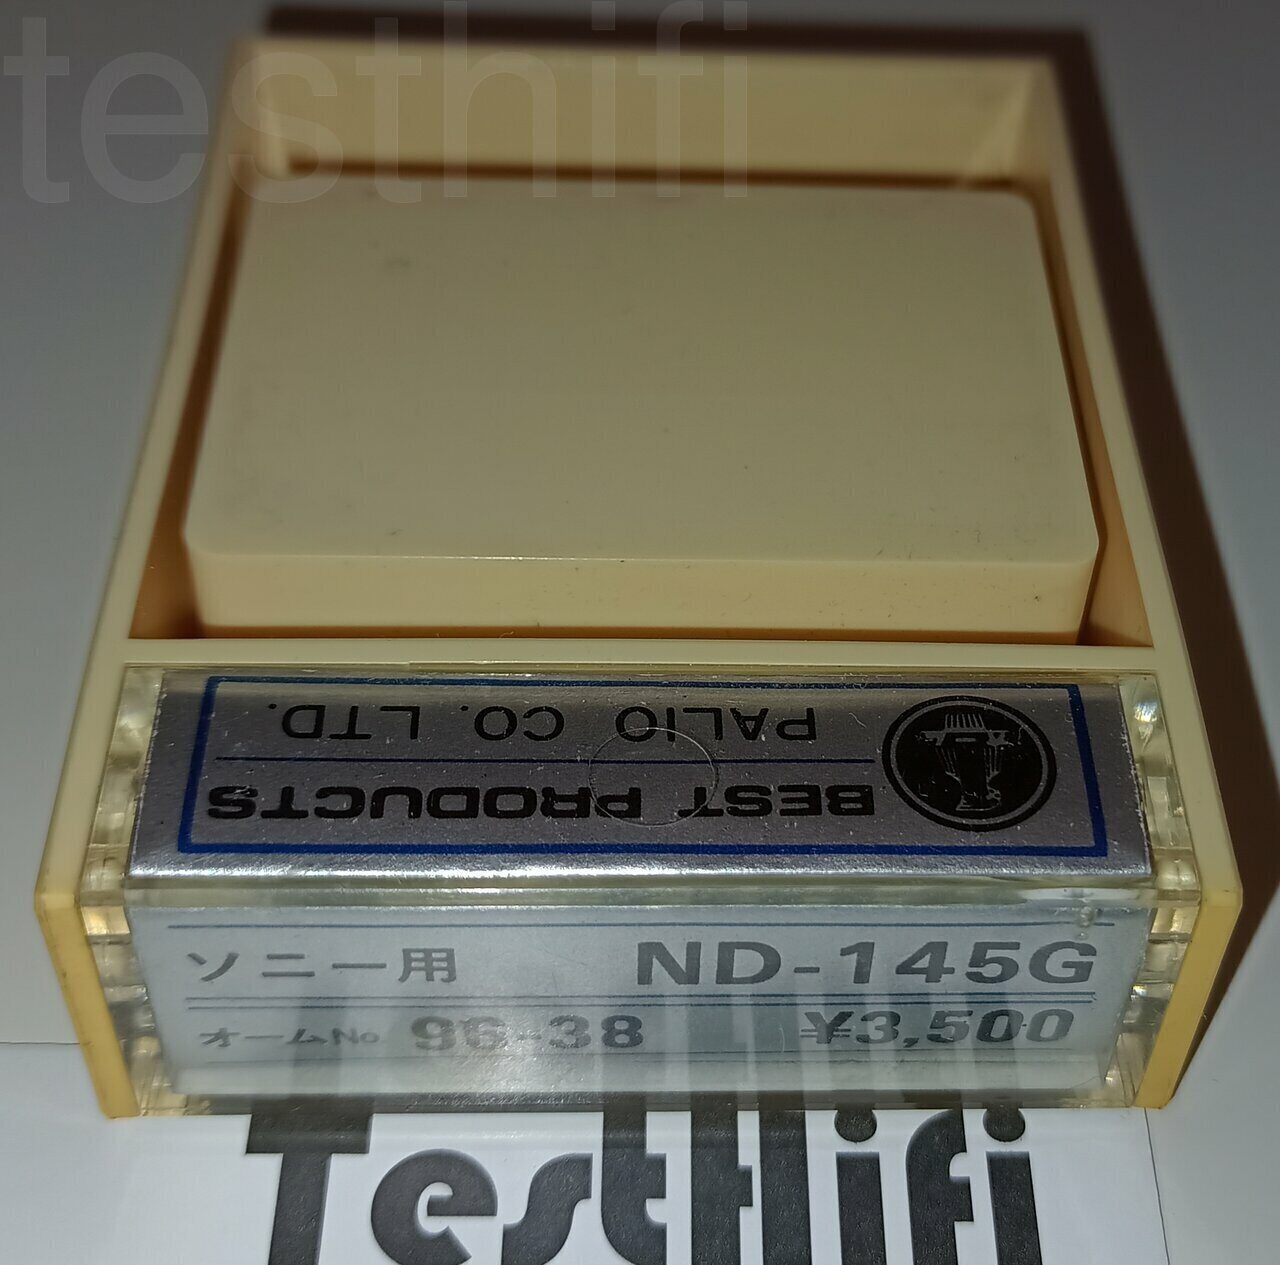 testhifi
PALIO CO. LTD.
BEST PRODUCTS
ソニー用 ND-145G
オームNo 96-38 ¥3,500
Testhifi